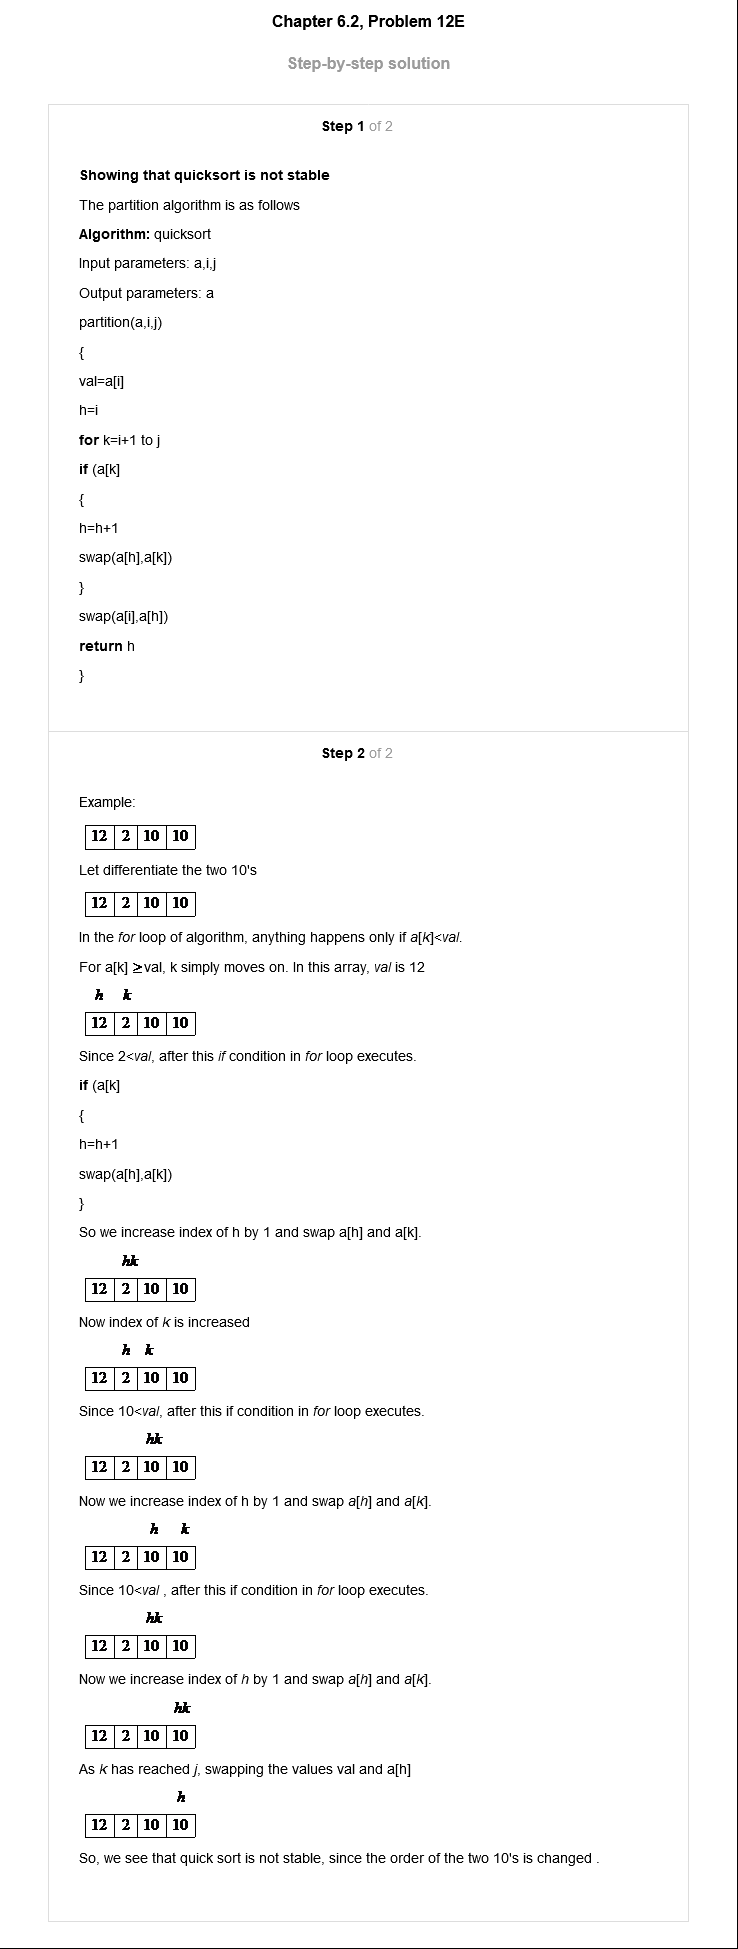 Chapter 6.2, Problem 12E
Step-by-step solution
Step 1 of 2
Showing that quicksort is not stable
The partition algorithm is as follows
Algorithm: quicksort
Input parameters: a,i,j
Output parameters: a
partition(a,i,j)
{
val=a[i]
h=i
for k=i+1 to j
if (a[k]
{
h=h+1
swap(a[h],a[k])
}
swap(a[i],a[h])
return h
}
Step 2 of 2
Example:
12 2 10 10
Let differentiate the two 10's
12 2 10 10
In the for loop of algorithm, anything happens only if a[k]<val.
For a[k] ≥val, k simply moves on. In this array, val is 12
h k
12 2 10 10
Since 2<val, after this if condition in for loop executes.
if (a[k]
{
h=h+1
swap(a[h],a[k])
}
So we increase index of h by 1 and swap a[h] and a[k].
hk
12 2 10 10
Now index of k is increased
h k
12 2 10 10
Since 10<val, after this if condition in for loop executes.
hk
12 2 10 10
Now we increase index of h by 1 and swap a[h] and a[k].
h k
12 2 10 10
Since 10<val , after this if condition in for loop executes.
hk
12 2 10 10
Now we increase index of h by 1 and swap a[h] and a[k].
hk
12 2 10 10
As k has reached j, swapping the values val and a[h]
h
12 2 10 10
So, we see that quick sort is not stable, since the order of the two 10's is changed .